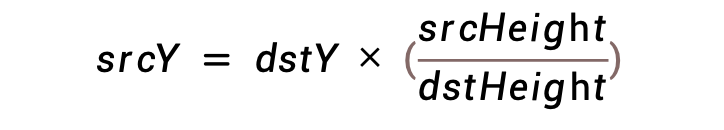 srcY = dstY × (srcHeight/dstHeight)